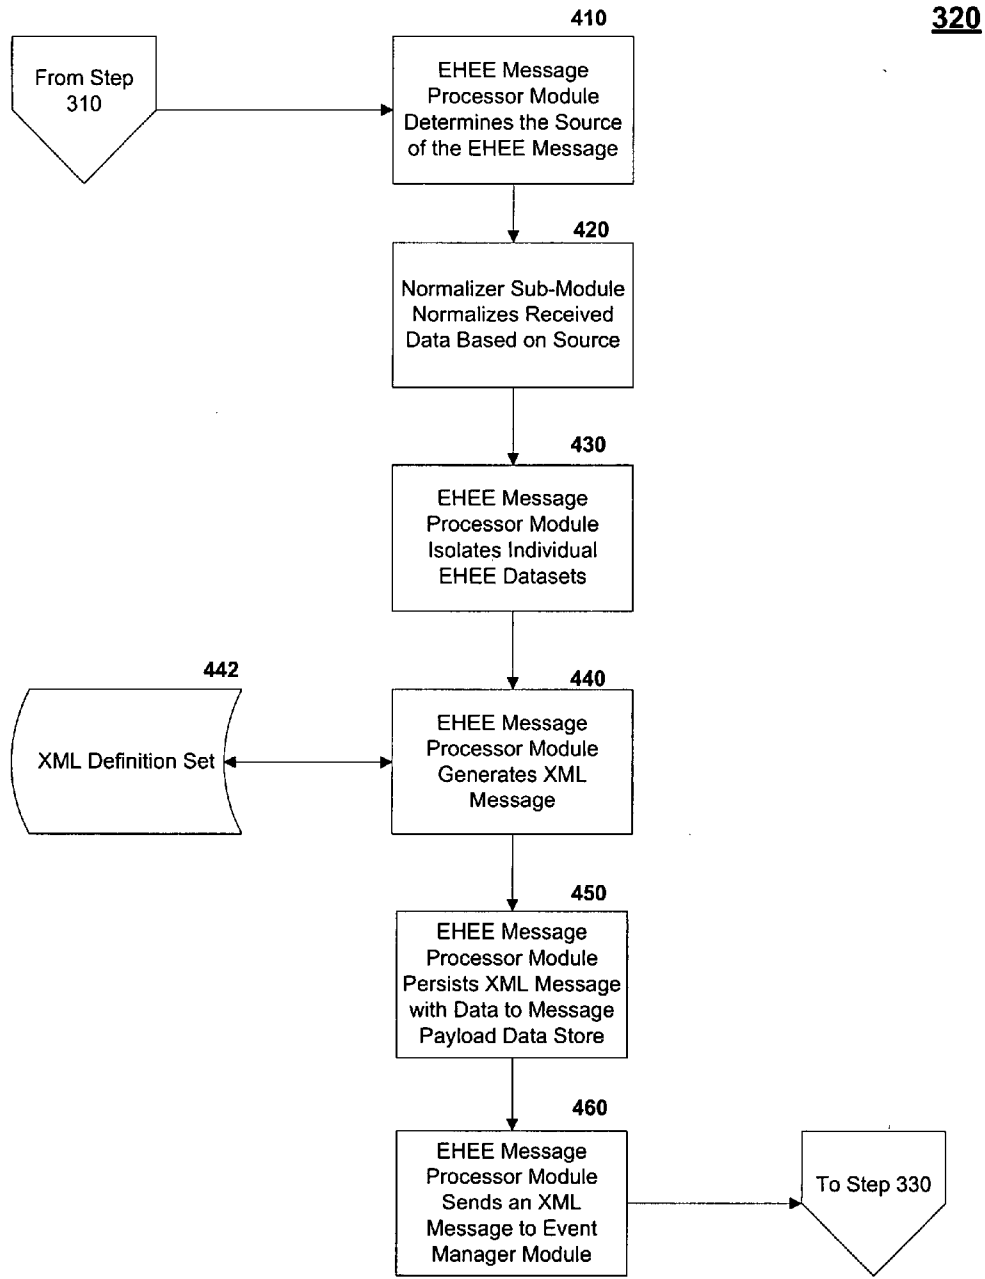 320
410
From Step
310
EHEE Message
Processor Module
Determines the Source
of the EHEE Message
420
Normalizer Sub-Module
Normalizes Received
Data Based on Source
430
EHEE Message
Processor Module
Isolates Individual
EHEE Datasets
442
XML Definition Set
440
EHEE Message
Processor Module
Generates XML
Message
450
EHEE Message
Processor Module
Persists XML Message
with Data to Message
Payload Data Store
460
EHEE Message
Processor Module
Sends an XML
Message to Event
Manager Module
To Step 330